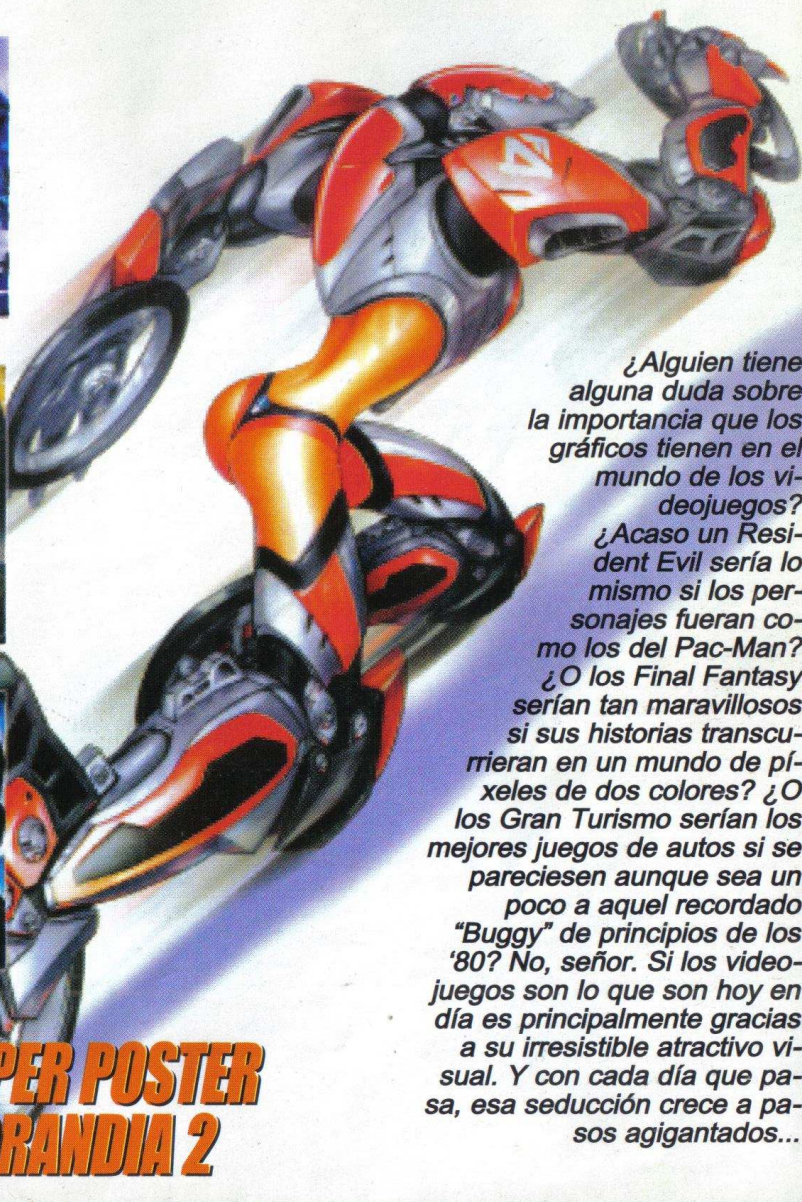 ¿Alguien tiene
alguna duda sobre
la importancia que los
gráficos tienen en el
mundo de los vi-
deojuegos?
¿Acaso un Resi-
dent Evil sería lo
mismo si los per-
sonajes fueran co-
mo los del Pac-Man?
¿O los Final Fantasy
serían tan maravillosos
si sus historias transcu-
rrieran en un mundo de pí-
xeles de dos colores? ¿O
los Gran Turismo serían los
mejores juegos de autos si se
pareciesen aunque sea un
poco a aquel recordado
"Buggy" de principios de los
'80? No, señor. Si los video-
juegos son lo que son hoy en
día es principalmente gracias
a su irresistible atractivo vi-
sual. Y con cada día que pa-
sa, esa seducción crece a pa-
sos agigantados...
PER POSTER
RANDIA 2